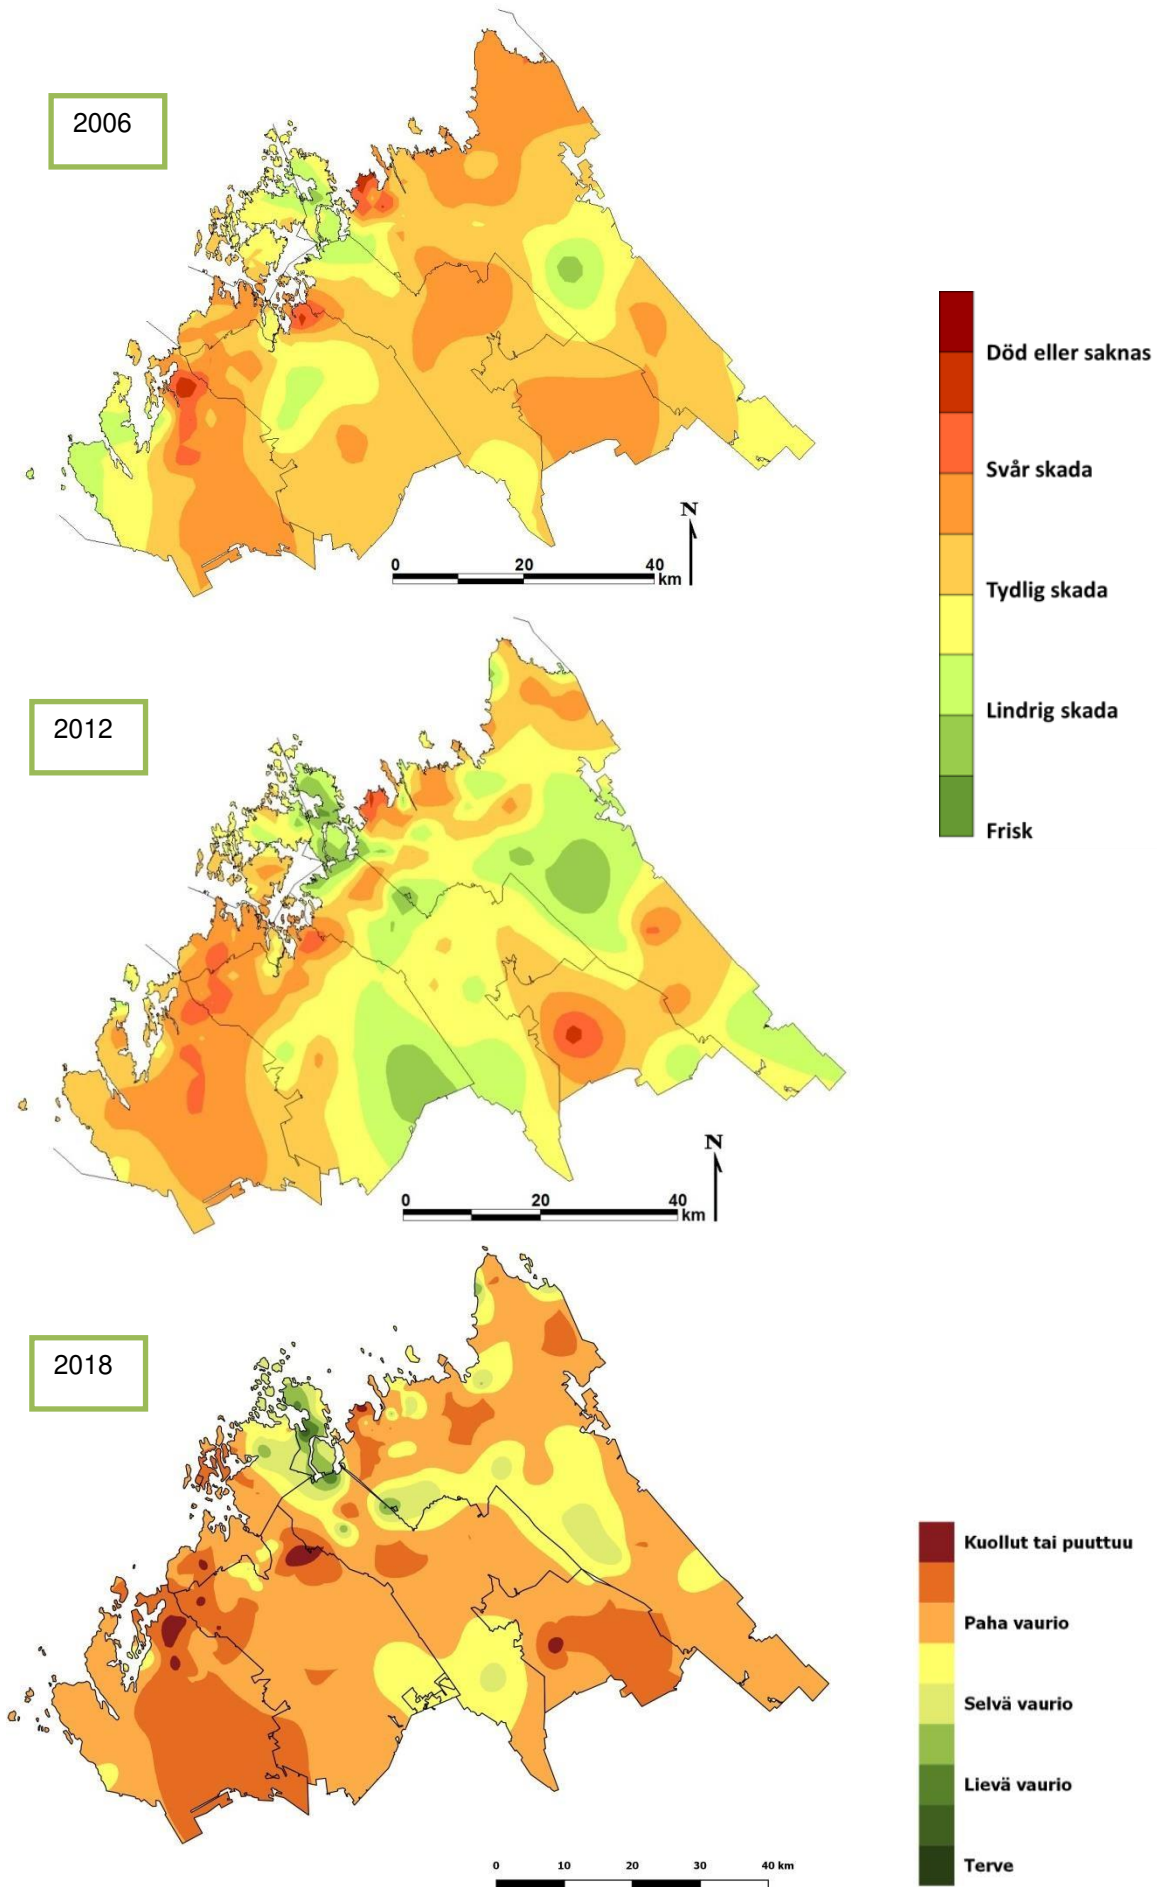 2006
Död eller saknas
Svår skada
Tydlig skada
Lindrig skada
Frisk
N
0 20 40
km
2012
N
0 20 40
km
2018
Kuollut tai puuttuu
Paha vaurio
Selvä vaurio
Lievä vaurio
Terve
0 10 20 30 40 km